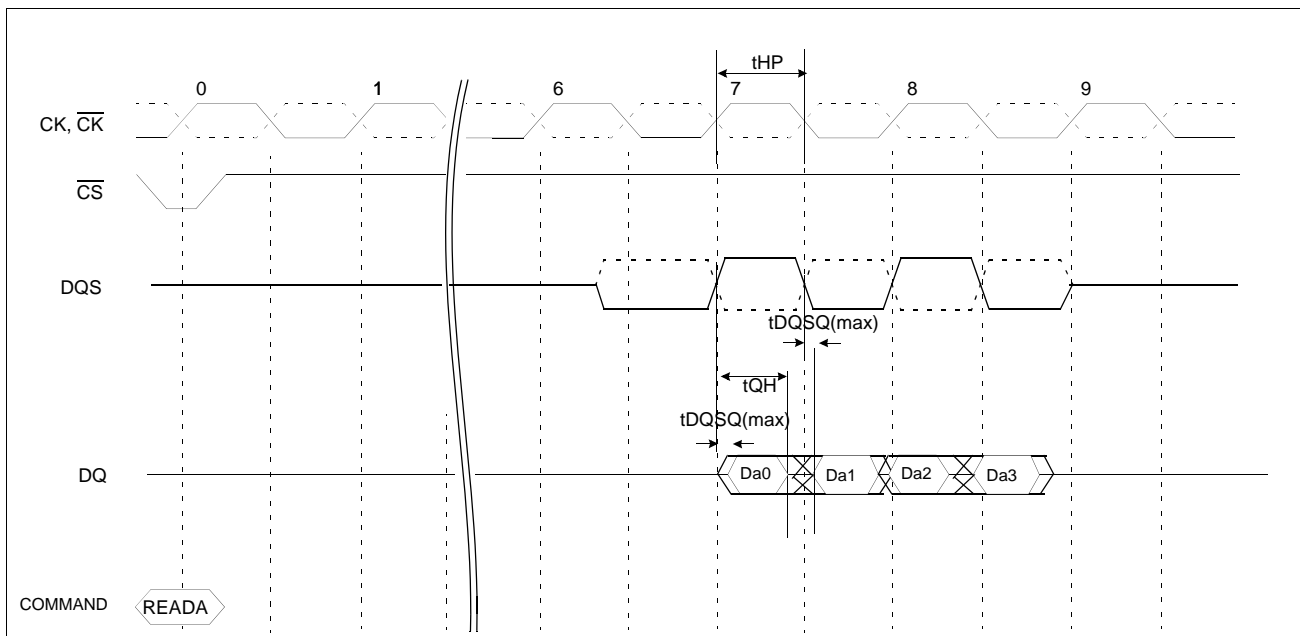 tHP
0 1 6 7 8 9
CK, CK
CS
DQS
tDQSQ(max)
tQH
tDQSQ(max)
DQ
Da0 Da1 Da2 Da3
COMMAND
READA